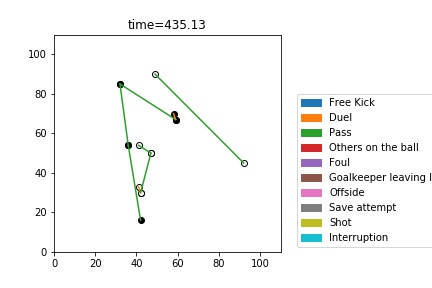 time=435.13
100
80
60
40
20
0
0 20 40 60 80 100
Free Kick
Duel
Pass
Others on the ball
Foul
Goalkeeper leaving l
Offside
Save attempt
Shot
Interruption